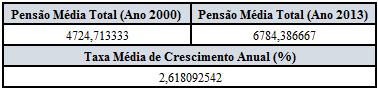 Pensão Média Total (Ano 2000) Pensão Média Total (Ano 2013)
4724,713333 6784,386667
Taxa Média de Crescimento Anual (%)
2,618092542